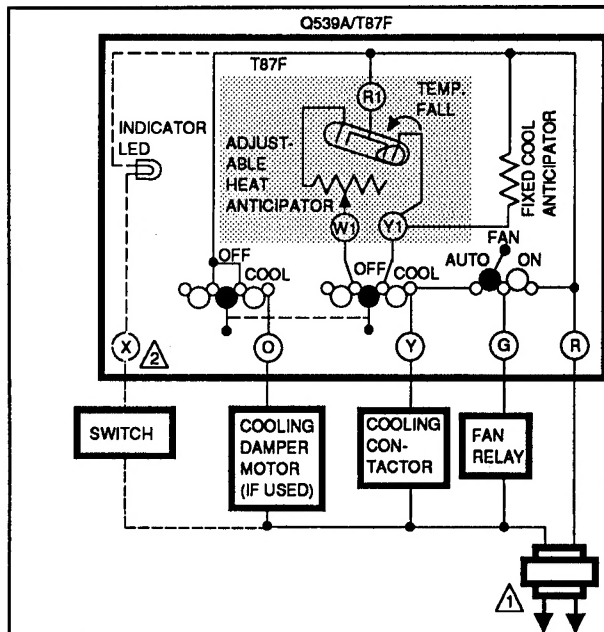 Q539A/T87F
T87F
R1
TEMP.
FALL
INDICATOR
LED
ADJUST-
ABLE
HEAT
ANTICIPATOR
FIXED COOL
ANTICIPATOR
W1
Y1
FAN
OFF
COOL
OFF
COOL
AUTO
ON
X
2
O
Y
G
R
SWITCH
COOLING
DAMPER
MOTOR
(IF USED)
COOLING
CON-
TACTOR
FAN
RELAY
1